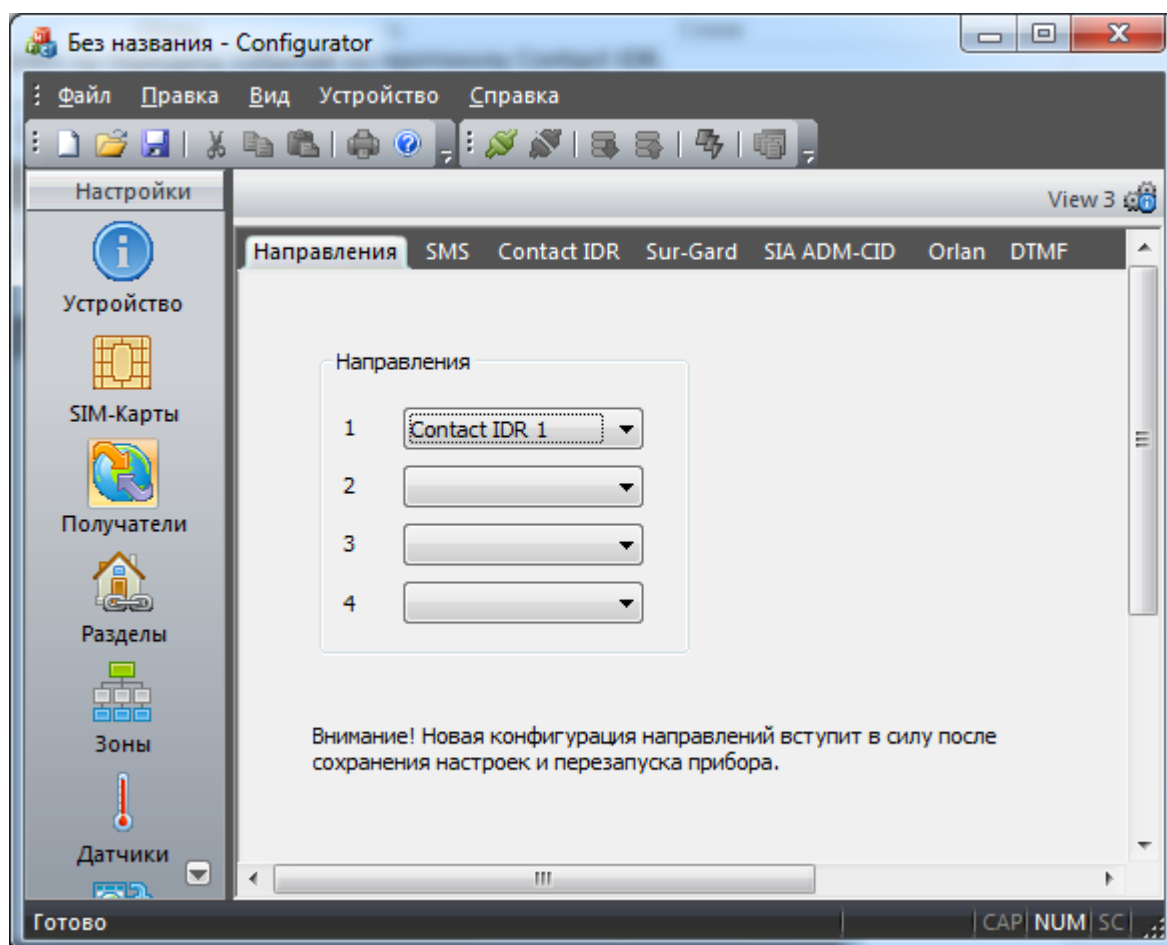 Без названия - Configurator
Файл Правка Вид Устройство Справка
Настройки
View 3
Направления SMS Contact IDR Sur-Gard SIA ADM-CID Orlan DTMF
Устройство
SIM-Карты
Получатели
Разделы
Зоны
Датчики
Направления
1 Contact IDR 1
2
3
4
Внимание! Новая конфигурация направлений вступит в силу после
сохранения настроек и перезапуска прибора.
Готово
CAP NUM SC